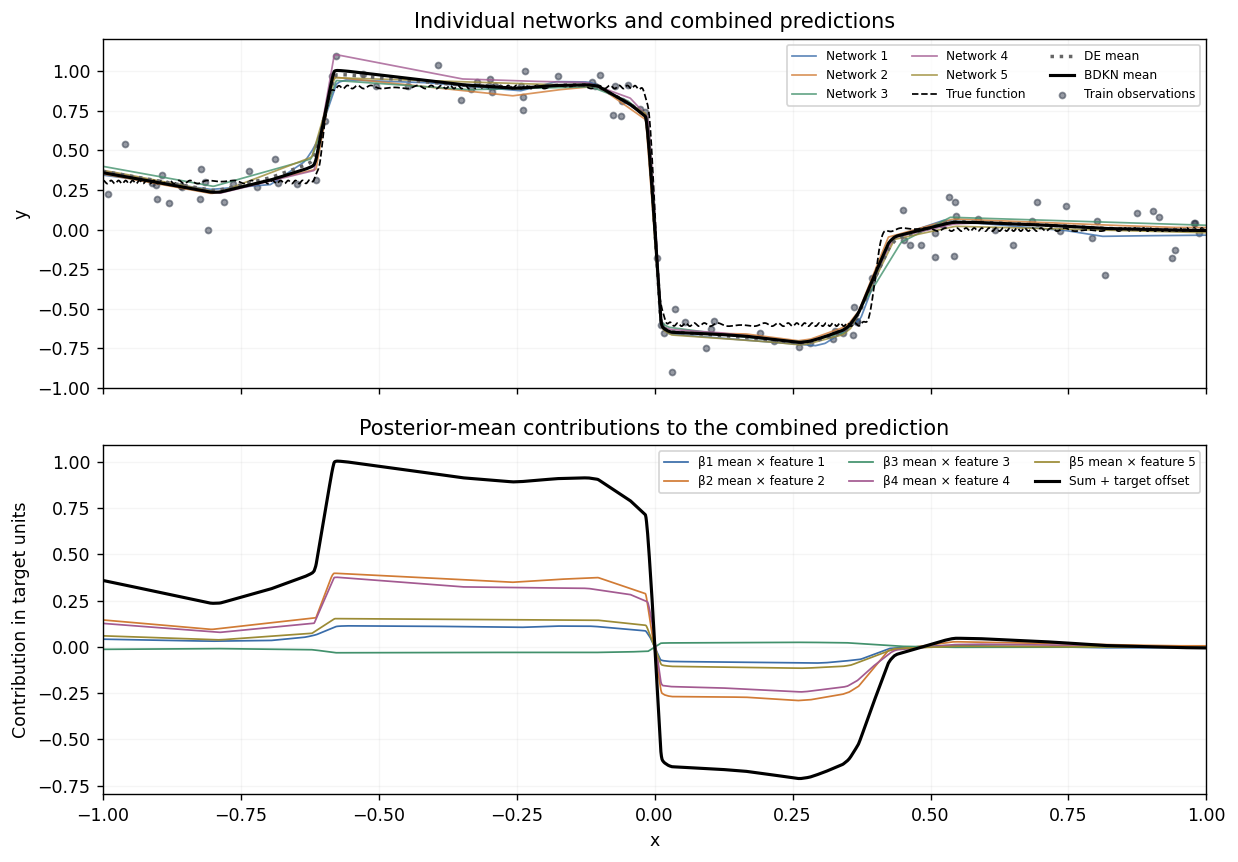 Individual networks and combined predictions
Network 1
Network 2
Network 3
Network 4
Network 5
True function
DE mean
BDKN mean
Train observations
1.00
0.75
0.50
0.25
0.00
−0.25
−0.50
−0.75
−1.00
y
Posterior-mean contributions to the combined prediction
β1 mean × feature 1
β2 mean × feature 2
β3 mean × feature 3
β4 mean × feature 4
β5 mean × feature 5
Sum + target offset
1.00
0.75
0.50
0.25
0.00
−0.25
−0.50
−0.75
Contribution in target units
−1.00 −0.75 −0.50 −0.25 0.00 0.25 0.50 0.75 1.00
x